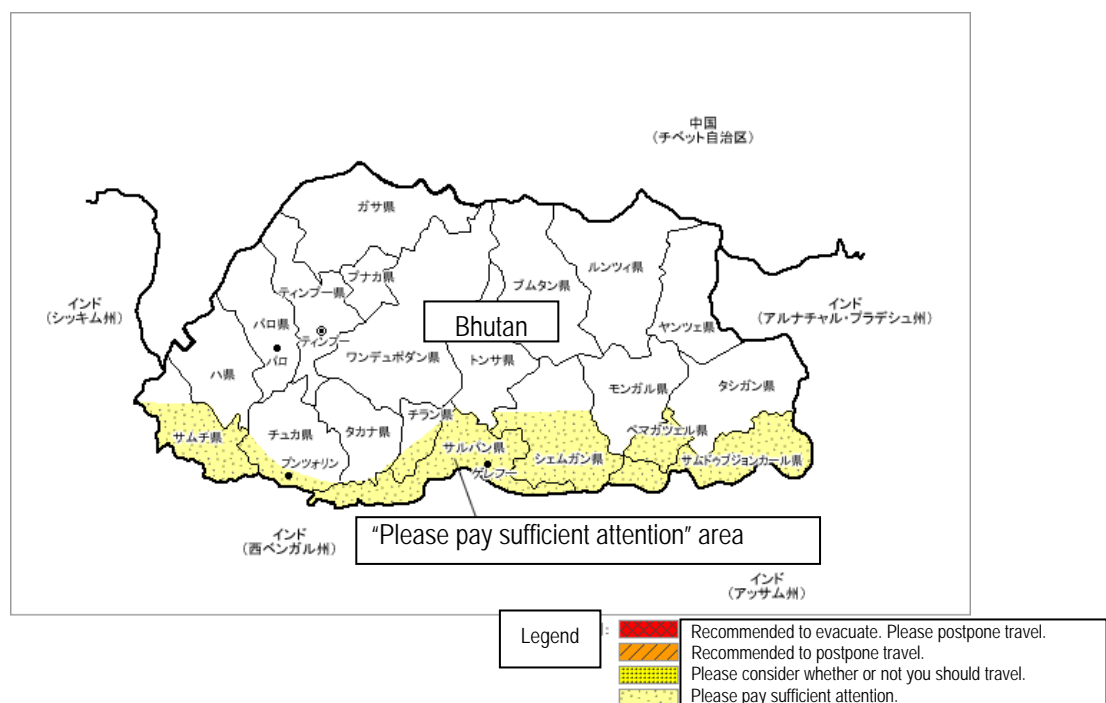 中国
（チベット自治区）
ガサ県
プナカ県
ティンプー県
ルンツィ県
ブムタン県
インド
（シッキム州）
インド
（アルナチャル・プラデシュ州）
パロ県
Bhutan
ティンプー
ヤンツェ県
パロ
ワンデュポダン県
トンサ県
ハ県
モンガル県
タシガン県
チラン県
サムチ県
チュカ県
タカナ県
ペマガツェル県
サルパン県
シェムガン県
サムドゥプジョンカール県
プンツォリン
ゲレフー
インド
（西ベンガル州）
“Please pay sufficient attention” area
インド
（アッサム州）
Legend
:
Recommended to evacuate. Please postpone travel.
Recommended to postpone travel.
Please consider whether or not you should travel.
Please pay sufficient attention.